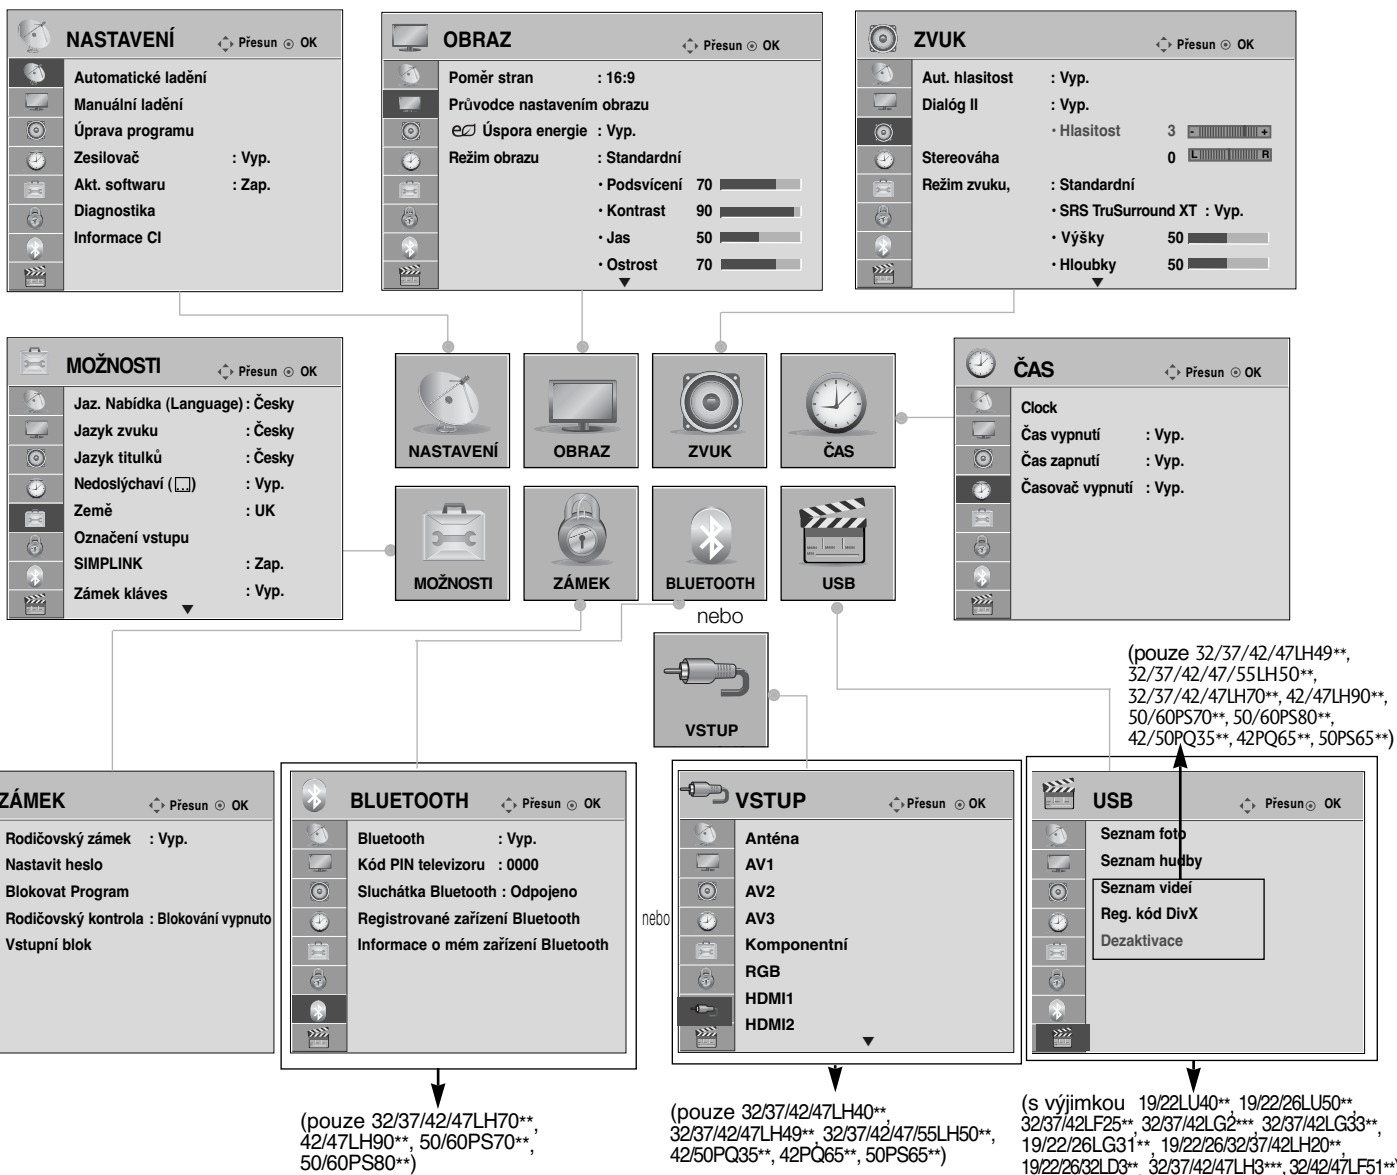 NASTAVENÍ Přesun OK
Automatické ladění
Manuální ladění
Úprava programu
Zesilovač : Vyp.
Akt. softwaru : Zap.
Diagnostika
Informace CI
OBRAZ Přesun OK
Poměr stran : 16:9
Průvodce nastavením obrazu
Úspora energie : Vyp.
Režim obrazu : Standardní
• Podsvícení 70
• Kontrast 90
• Jas 50
• Ostrost 70
ZVUK Přesun OK
Aut. hlasitost : Vyp.
Dialóg II : Vyp.
• Hlasitost 3 - +
Stereováha 0 L R
Režim zvuku, : Standardní
• SRS TruSurround XT : Vyp.
• Výšky 50
• Hloubky 50
MOŽNOSTI Přesun OK
Jaz. Nabídka (Language) : Česky
Jazyk zvuku : Česky
Jazyk titulků : Česky
Nedoslýchaví ( ) : Vyp.
Země : UK
Označení vstupu
SIMPLINK : Zap.
Zámek kláves : Vyp.
NASTAVENÍ
OBRAZ
ZVUK
ČAS
MOŽNOSTI
ZÁMEK
BLUETOOTH
USB
nebo
VSTUP
ČAS Přesun OK
Clock
Čas vypnutí : Vyp.
Čas zapnutí : Vyp.
Časovač vypnutí : Vyp.
(pouze 32/37/42/47LH49**,
32/37/42/47/55LH50**,
32/37/42/47LH70**, 42/47LH90**,
50/60PS70**, 50/60PS80**,
42/50PQ35**, 42PQ65**, 50PS65**)
ZÁMEK Přesun OK
Rodičovský zámek : Vyp.
Nastavit heslo
Blokovat Program
Rodičovský kontrola : Blokování vypnuto
Vstupní blok
BLUETOOTH Přesun OK
Bluetooth : Vyp.
Kód PIN televizoru : 0000
Sluchátka Bluetooth : Odpojeno
Registrované zařízení Bluetooth
Informace o mém zařízení Bluetooth
nebo
VSTUP Přesun OK
Anténa
AV1
AV2
AV3
Komponentní
RGB
HDMI1
HDMI2
USB Přesun OK
Seznam foto
Seznam hudby
Seznam videí
Reg. kód DivX
Dezaktivace
(pouze 32/37/42/47LH70**,
42/47LH90**, 50/60PS70**,
50/60PS80**)
(pouze 32/37/42/47LH40**,
32/37/42/47LH49**, 32/37/42/47/55LH50**,
42/50PQ35**, 42PQ65**, 50PS65**)
(s výjimkou 19/22LU40**, 19/22/26LU50**,
32/37/42LF25**, 32/37/42LG2***, 32/37/42LG33**,
19/22/26LG31**, 19/22/26/32/37/42LH20**,
19/22/26/32LD3**, 32/37/42/47LH3***, 32/42/47LF51**)